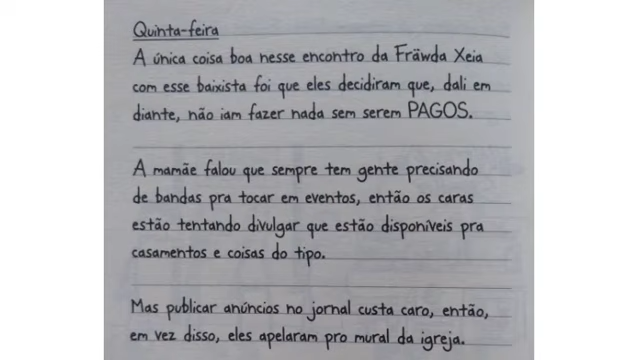 Quinta-feira
A única coisa boa nesse encontro da Fräwda Xeia
com esse baixista foi que eles decidiram que, dali em
diante, não iam fazer nada sem serem PAGOS.
A mamãe falou que sempre tem gente precisando
de bandas pra tocar em eventos, então os caras
estão tentando divulgar que estão disponíveis pra
casamentos e coisas do tipo.
Mas publicar anúncios no jornal custa caro, então,
em vez disso, eles apelaram pro mural da igreja.